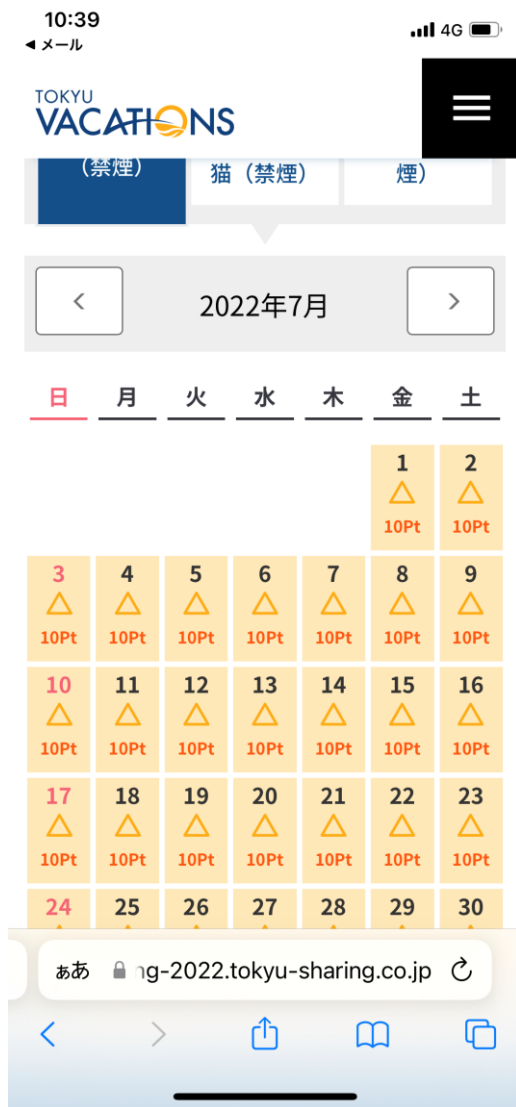 10:39
4G
◀ メール
TOKYU
VACATIONS
（禁煙）
猫（禁煙）
煙）
<
2022年7月
>
日 月 火 水 木 金 土
1 2
△ △
10Pt 10Pt
3 4 5 6 7 8 9
△ △ △ △ △ △ △
10Pt 10Pt 10Pt 10Pt 10Pt 10Pt 10Pt
10 11 12 13 14 15 16
△ △ △ △ △ △ △
10Pt 10Pt 10Pt 10Pt 10Pt 10Pt 10Pt
17 18 19 20 21 22 23
△ △ △ △ △ △ △
10Pt 10Pt 10Pt 10Pt 10Pt 10Pt 10Pt
24 25 26 27 28 29 30
ぁあ ng-2022.tokyu-sharing.co.jp